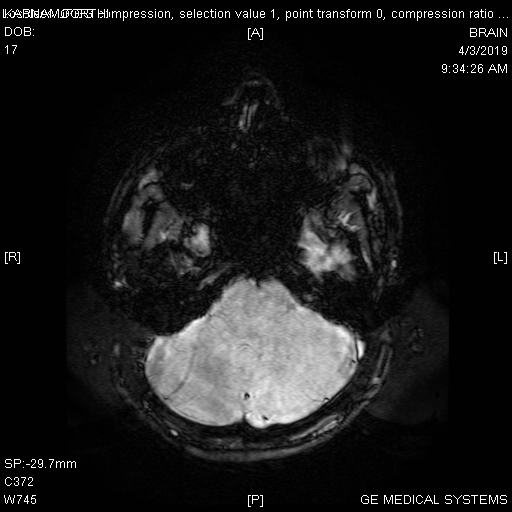 impression, selection value 1, point transform 0, compression ratio ...
DOB:
17
[A]
BRAIN
4/3/2019
9:34:26 AM
[R]
[L]
SP:-29.7mm
C372
W745
[P]
GE MEDICAL SYSTEMS